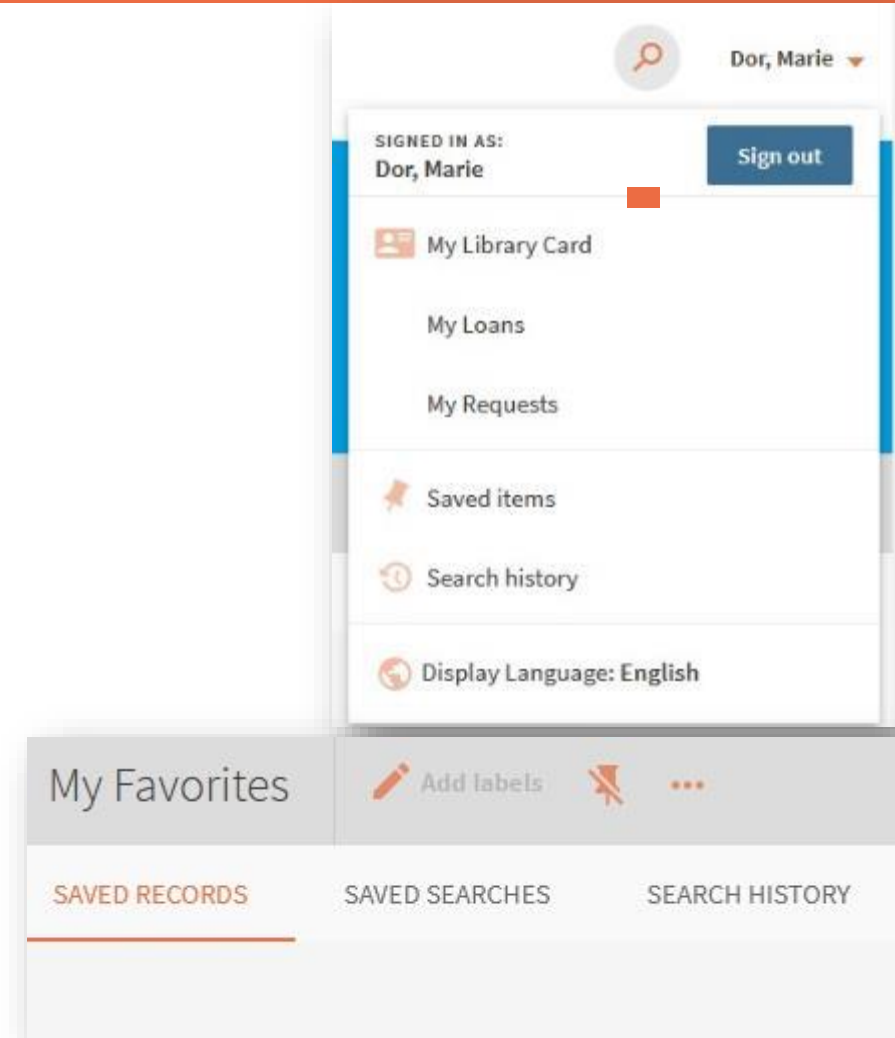 Dor, Marie
SIGNED IN AS:
Dor, Marie
Sign out
My Library Card
My Loans
My Requests
Saved items
Search history
Display Language: English
My Favorites
Add labels
SAVED RECORDS
SAVED SEARCHES
SEARCH HISTORY